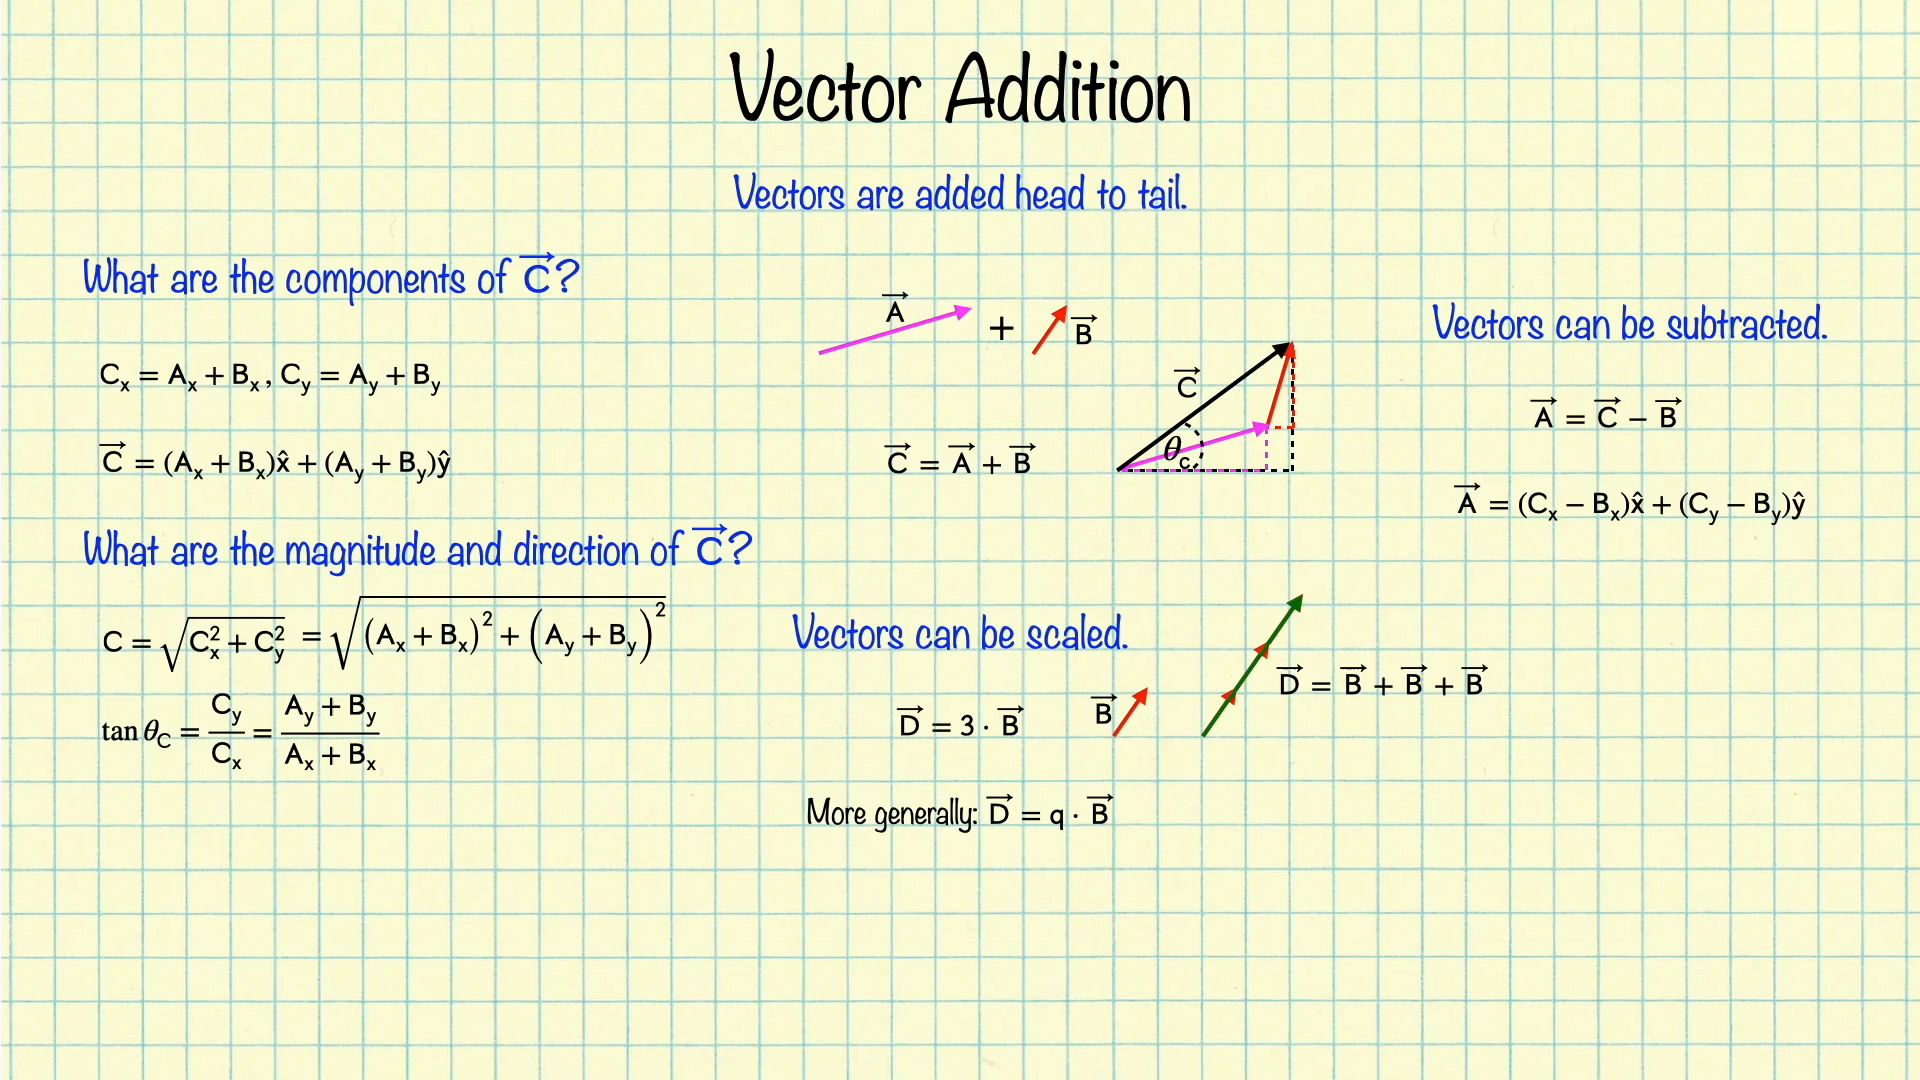 Vector Addition
Vectors are added head to tail.
What are the components of C⃗?
Cₓ = Aₓ + Bₓ , C_y = A_y + B_y
C⃗ = (Aₓ + Bₓ)x̂ + (A_y + B_y)ŷ
What are the magnitude and direction of C⃗?
C = √(Cₓ² + C_y²) = √((Aₓ + Bₓ)² + (A_y + B_y)²)
tan θ_C = C_y/Cₓ = (A_y + B_y)/(Aₓ + Bₓ)
A⃗ + B⃗
C⃗ = A⃗ + B⃗
C⃗
θ_c
Vectors can be scaled.
D⃗ = 3 · B⃗
B⃗
D⃗ = B⃗ + B⃗ + B⃗
More generally: D⃗ = q · B⃗
Vectors can be subtracted.
A⃗ = C⃗ − B⃗
A⃗ = (Cₓ − Bₓ)x̂ + (C_y − B_y)ŷ